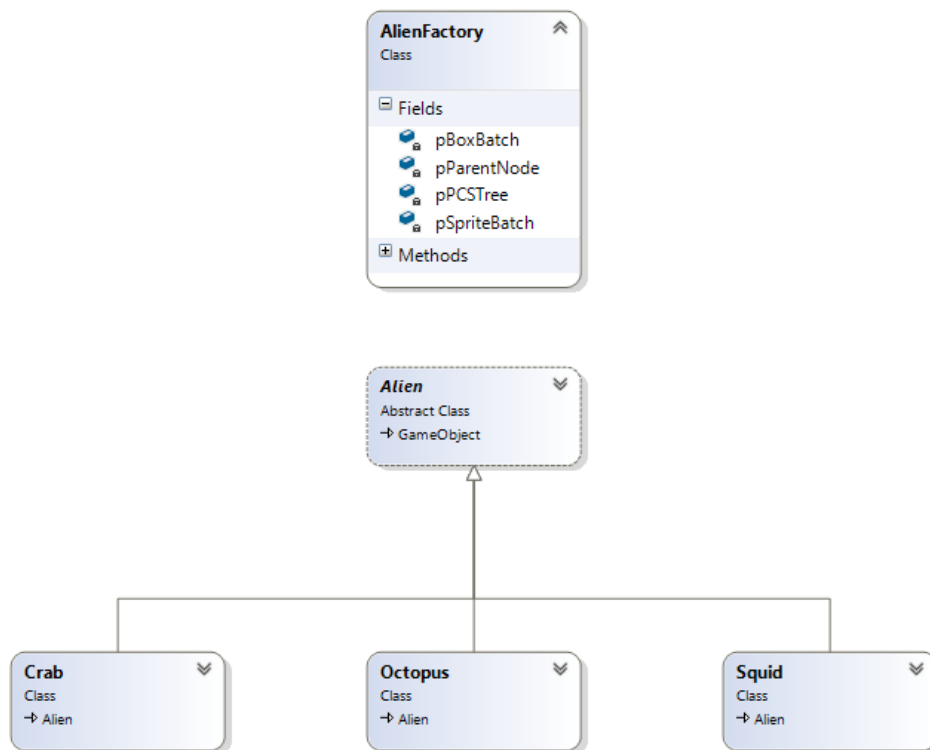 AlienFactory
Class
Fields
pBoxBatch
pParentNode
pPCSTree
pSpriteBatch
Methods
Alien
Abstract Class
GameObject
Crab
Class
Alien
Octopus
Class
Alien
Squid
Class
Alien